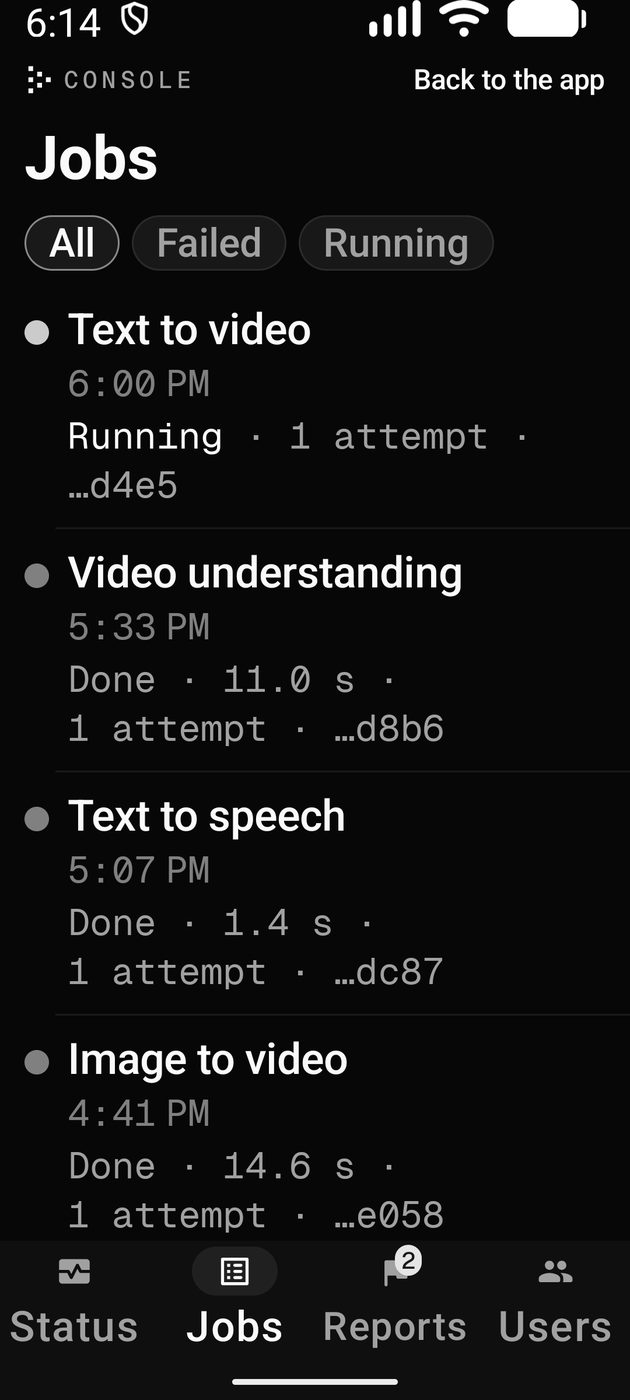 6:14
CONSOLE
Back to the app
Jobs
All
Failed
Running
Text to video
6:00 PM
Running · 1 attempt ·
…d4e5
Video understanding
5:33 PM
Done · 11.0 s ·
1 attempt · …d8b6
Text to speech
5:07 PM
Done · 1.4 s ·
1 attempt · …dc87
Image to video
4:41 PM
Done · 14.6 s ·
1 attempt · …e058
2
Status
Jobs
Reports
Users